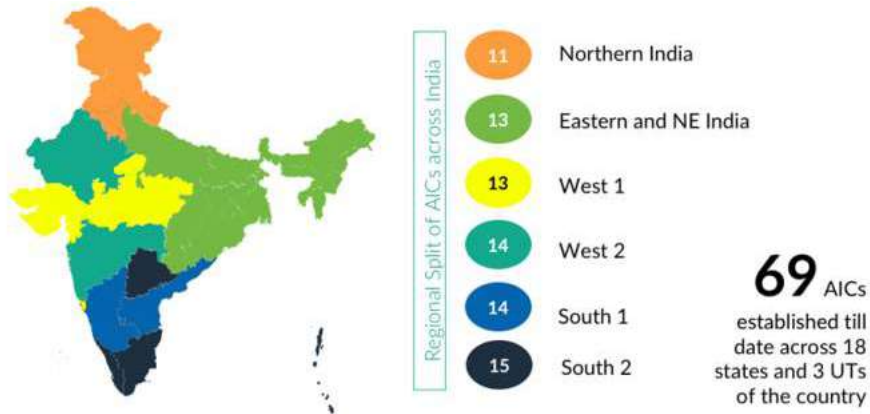 Regional Split of AICs across India
11 Northern India
13 Eastern and NE India
13 West 1
14 West 2
14 South 1
15 South 2
69 AICs
established till
date across 18
states and 3 UTs
of the country